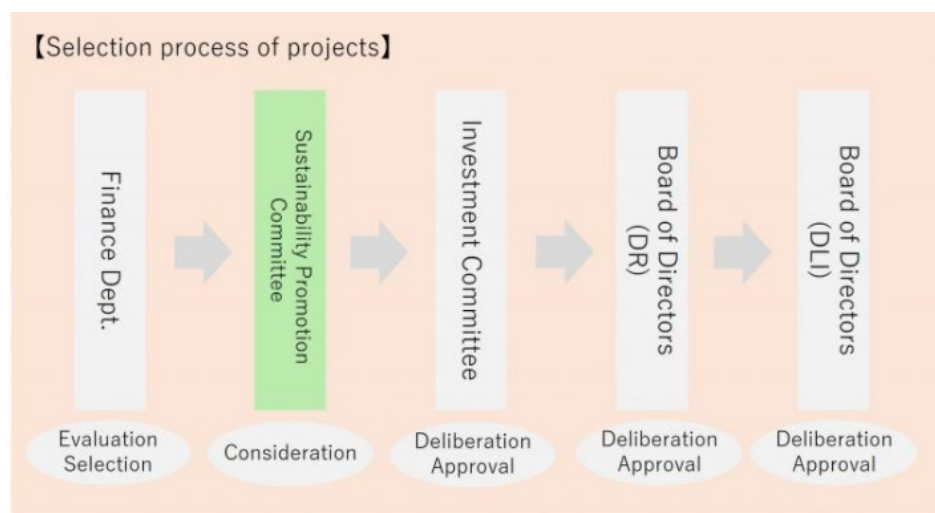 【Selection process of projects】
Finance Dept.
Sustainability Promotion
Committee
Investment Committee
Board of Directors
(DR)
Board of Directors
(DLI)
Evaluation
Selection
Consideration
Deliberation
Approval
Deliberation
Approval
Deliberation
Approval